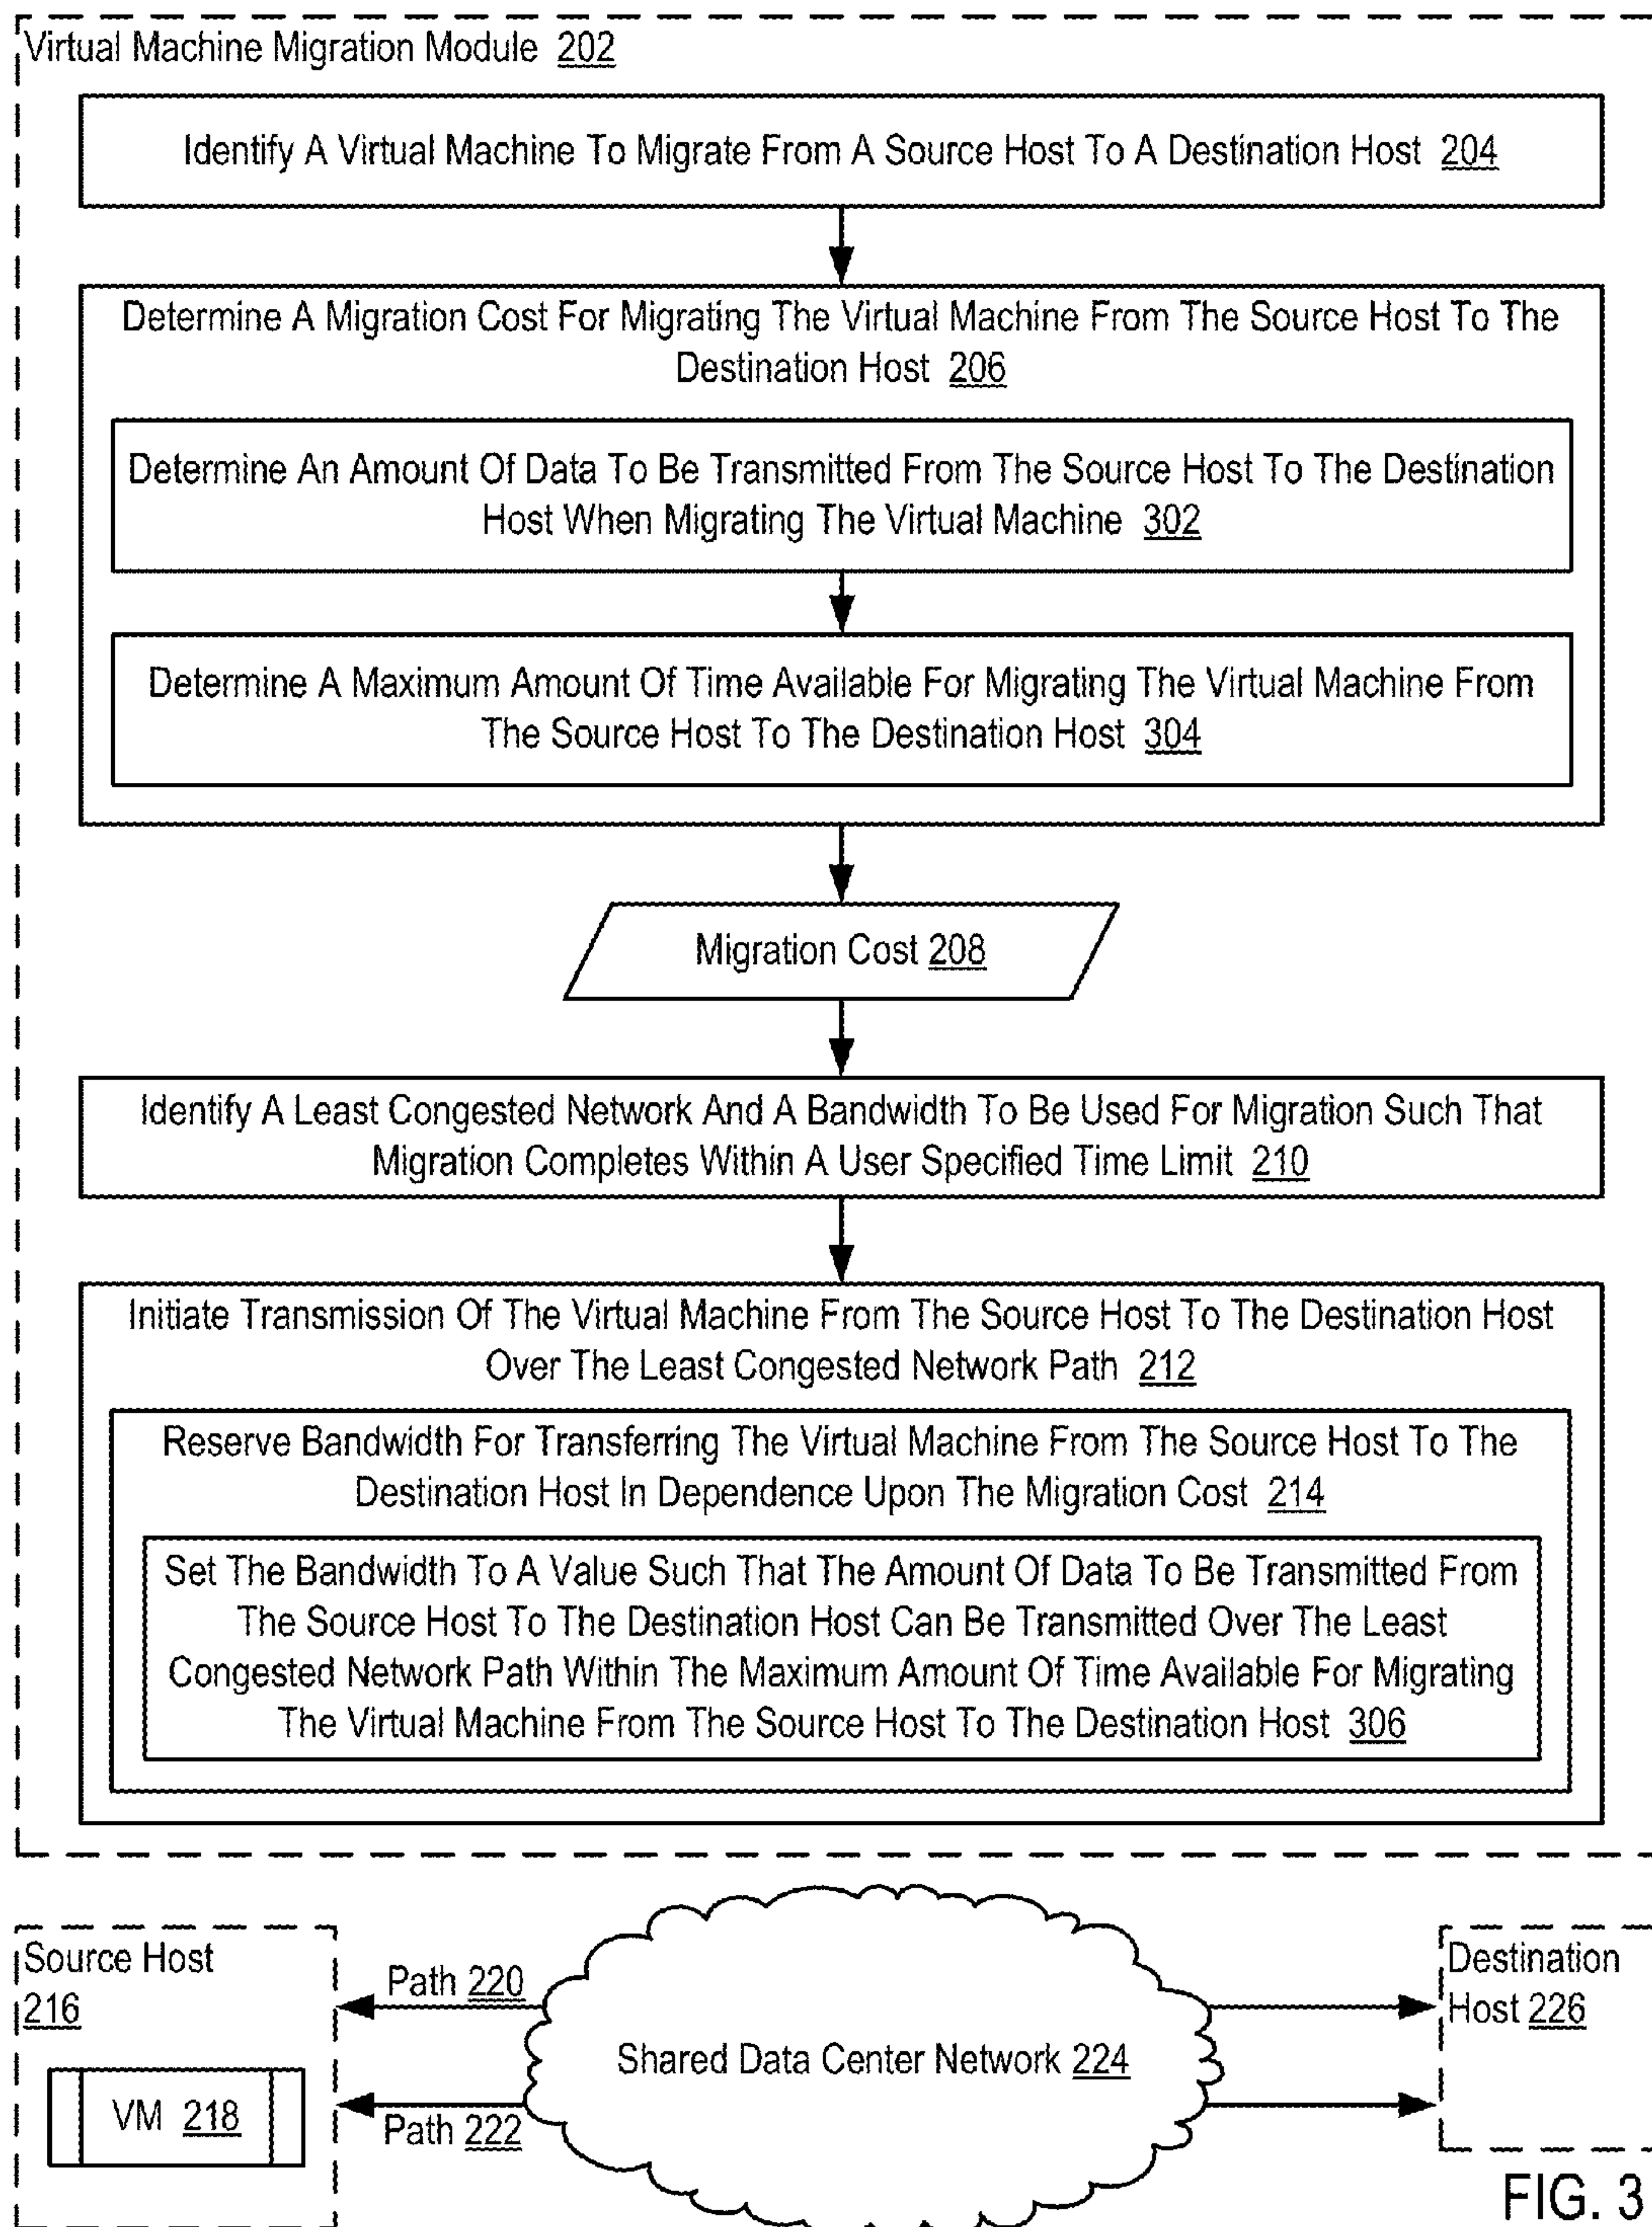 Virtual Machine Migration Module 202
Identify A Virtual Machine To Migrate From A Source Host To A Destination Host 204
Determine A Migration Cost For Migrating The Virtual Machine From The Source Host To The
Destination Host 206
Determine An Amount Of Data To Be Transmitted From The Source Host To The Destination
Host When Migrating The Virtual Machine 302
Determine A Maximum Amount Of Time Available For Migrating The Virtual Machine From
The Source Host To The Destination Host 304
Migration Cost 208
Identify A Least Congested Network And A Bandwidth To Be Used For Migration Such That
Migration Completes Within A User Specified Time Limit 210
Initiate Transmission Of The Virtual Machine From The Source Host To The Destination Host
Over The Least Congested Network Path 212
Reserve Bandwidth For Transferring The Virtual Machine From The Source Host To The
Destination Host In Dependence Upon The Migration Cost 214
Set The Bandwidth To A Value Such That The Amount Of Data To Be Transmitted From
The Source Host To The Destination Host Can Be Transmitted Over The Least
Congested Network Path Within The Maximum Amount Of Time Available For Migrating
The Virtual Machine From The Source Host To The Destination Host 306
Source Host
216
VM 218
Path 220
Path 222
Shared Data Center Network 224
Destination
Host 226
FIG. 3